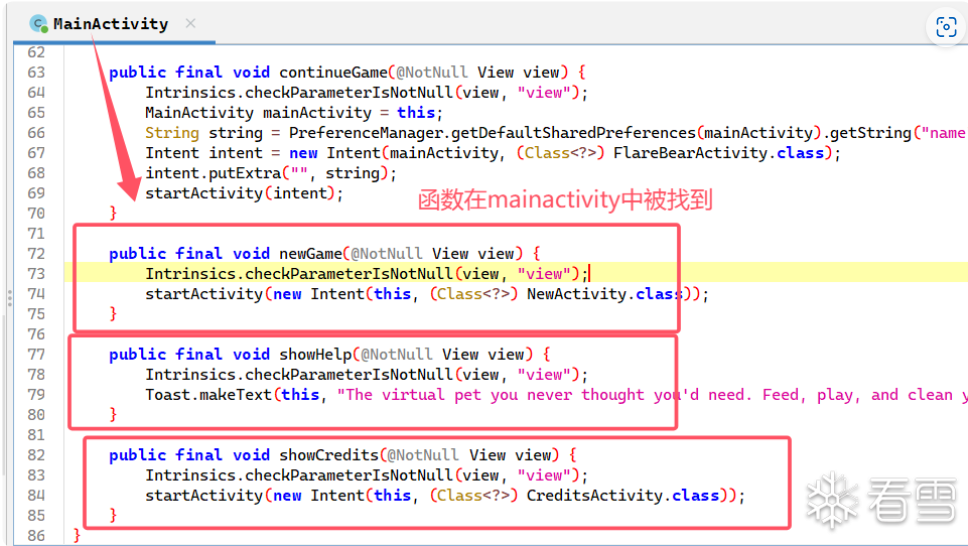 MainActivity
62
63 public final void continueGame(@NotNull View view) {
64 Intrinsics.checkParameterIsNotNull(view, "view");
65 MainActivity mainActivity = this;
66 String string = PreferenceManager.getDefaultSharedPreferences(mainActivity).getString("name
67 Intent intent = new Intent(mainActivity, (Class<?>) FlareBearActivity.class);
68 intent.putExtra("", string);
69 startActivity(intent);
函数在mainactivity中被找到
70 }
71
72 public final void newGame(@NotNull View view) {
73 Intrinsics.checkParameterIsNotNull(view, "view");
74 startActivity(new Intent(this, (Class<?>) NewActivity.class));
75 }
76
77 public final void showHelp(@NotNull View view) {
78 Intrinsics.checkParameterIsNotNull(view, "view");
79 Toast.makeText(this, "The virtual pet you never thought you'd need. Feed, play, and clean y
80 }
81
82 public final void showCredits(@NotNull View view) {
83 Intrinsics.checkParameterIsNotNull(view, "view");
84 startActivity(new Intent(this, (Class<?>) CreditsActivity.class));
85 }
86 }
看雪